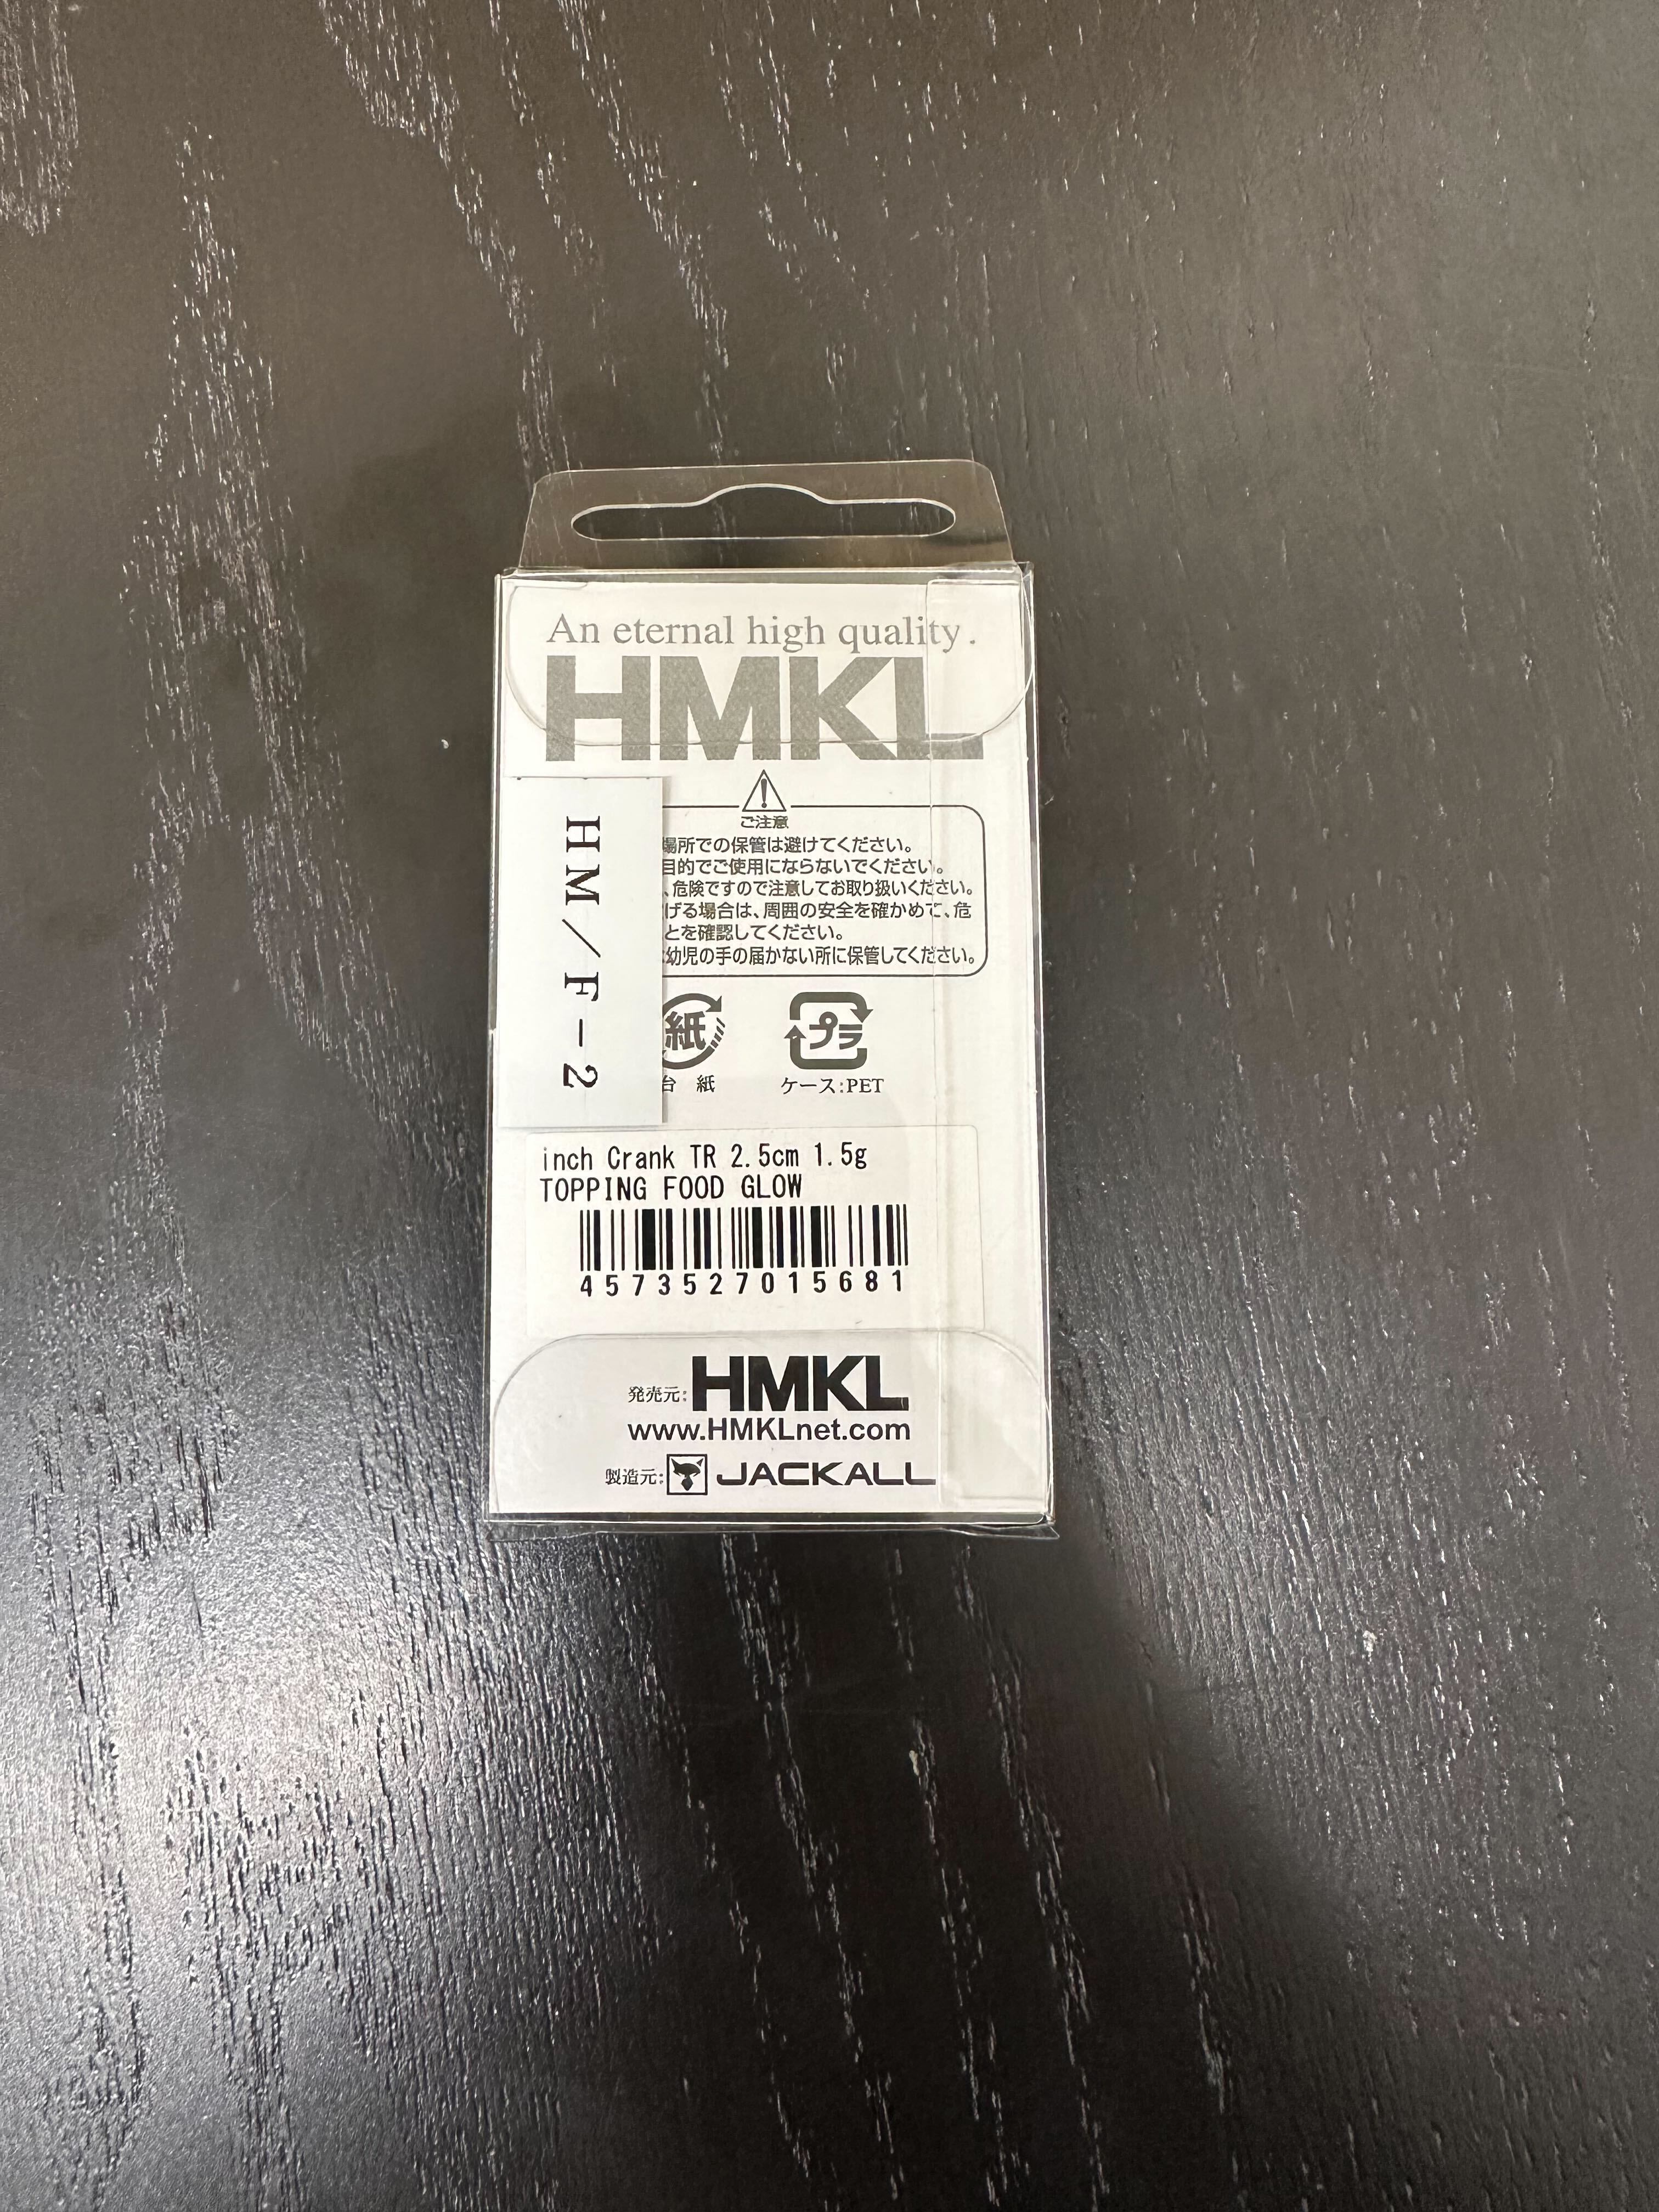 An eternal high quality.
HMKL
ご注意
場所での保管は避けてください。
目的でご使用にならないでください。
、危険ですので注意してお取り扱いください。
げる場合は、周囲の安全を確かめて、危
とを確認してください。
幼児の手の届かない所に保管してください。
HM/F-2
紙
台 紙
プラ
ケース:PET
inch Crank TR 2.5cm 1.5g
TOPPING FOOD GLOW
4573527015681
発売元: HMKL
www.HMKLnet.com
製造元: JACKALL